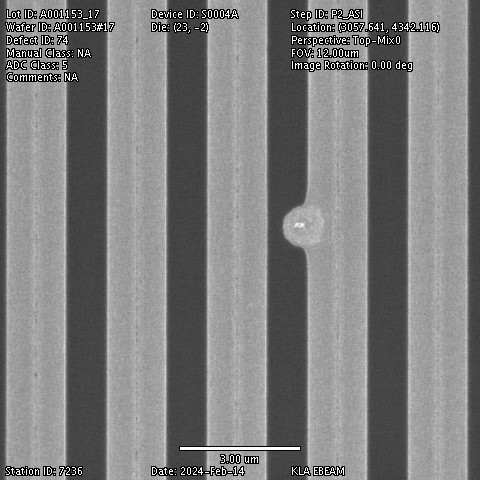 Lot ID: A001153_17
Wafer ID: A001153#17
Defect ID: 74
Manual Class: NA
ADC Class: 5
Comments: NA
Device ID: S0004A
Die: (23, -2)
Step ID: P2_ASI
Location: (3057.641, 4342.116)
Perspective: Top-Mix0
FOV: 12.00um
Image Rotation: 0.00 deg
3.00 um
Station ID: 7236
Date: 2024-Feb-14
KLA EBEAM